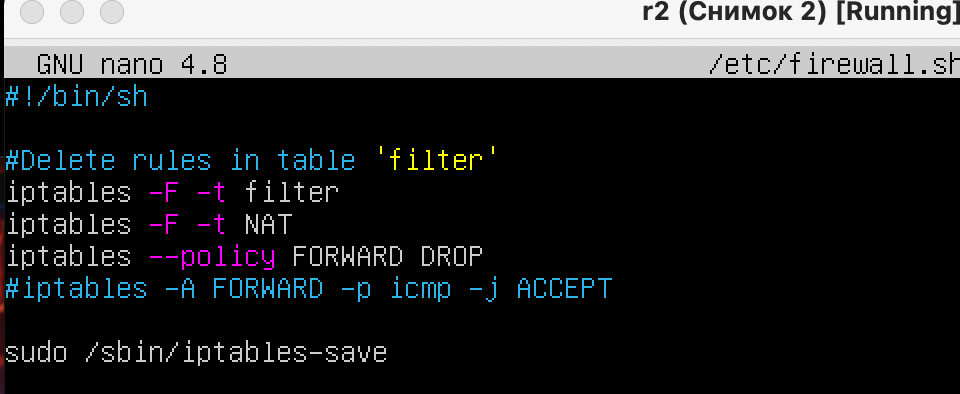 r2 (Снимок 2) [Running]
GNU nano 4.8 /etc/firewall.sh
#!/bin/sh
#Delete rules in table 'filter'
iptables -F -t filter
iptables -F -t NAT
iptables --policy FORWARD DROP
#iptables -A FORWARD -p icmp -j ACCEPT
sudo /sbin/iptables-save